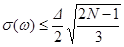 σ(ω) ≤ Δ/2 √((2N−1)/3)